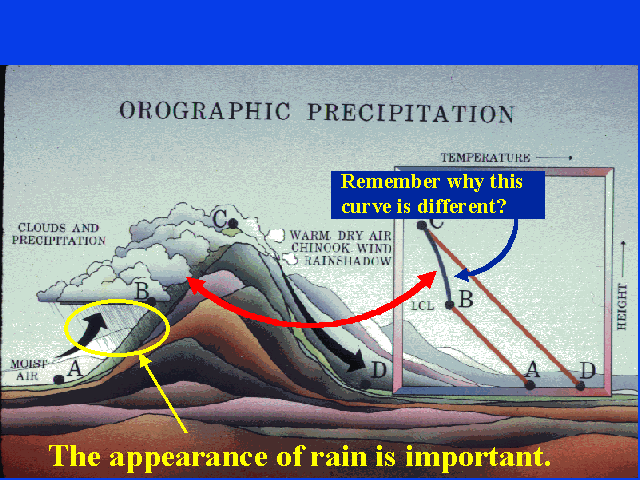 OROGRAPHIC PRECIPITATION
TEMPERATURE
Remember why this
curve is different?
CLOUDS AND
PRECIPITATION
C
WARM DRY AIR
CHINOOK WIND
RAINSHADOW
C
B
LCL
B
HEIGHT
MOIST
AIR
A
D
A
D
The appearance of rain is important.